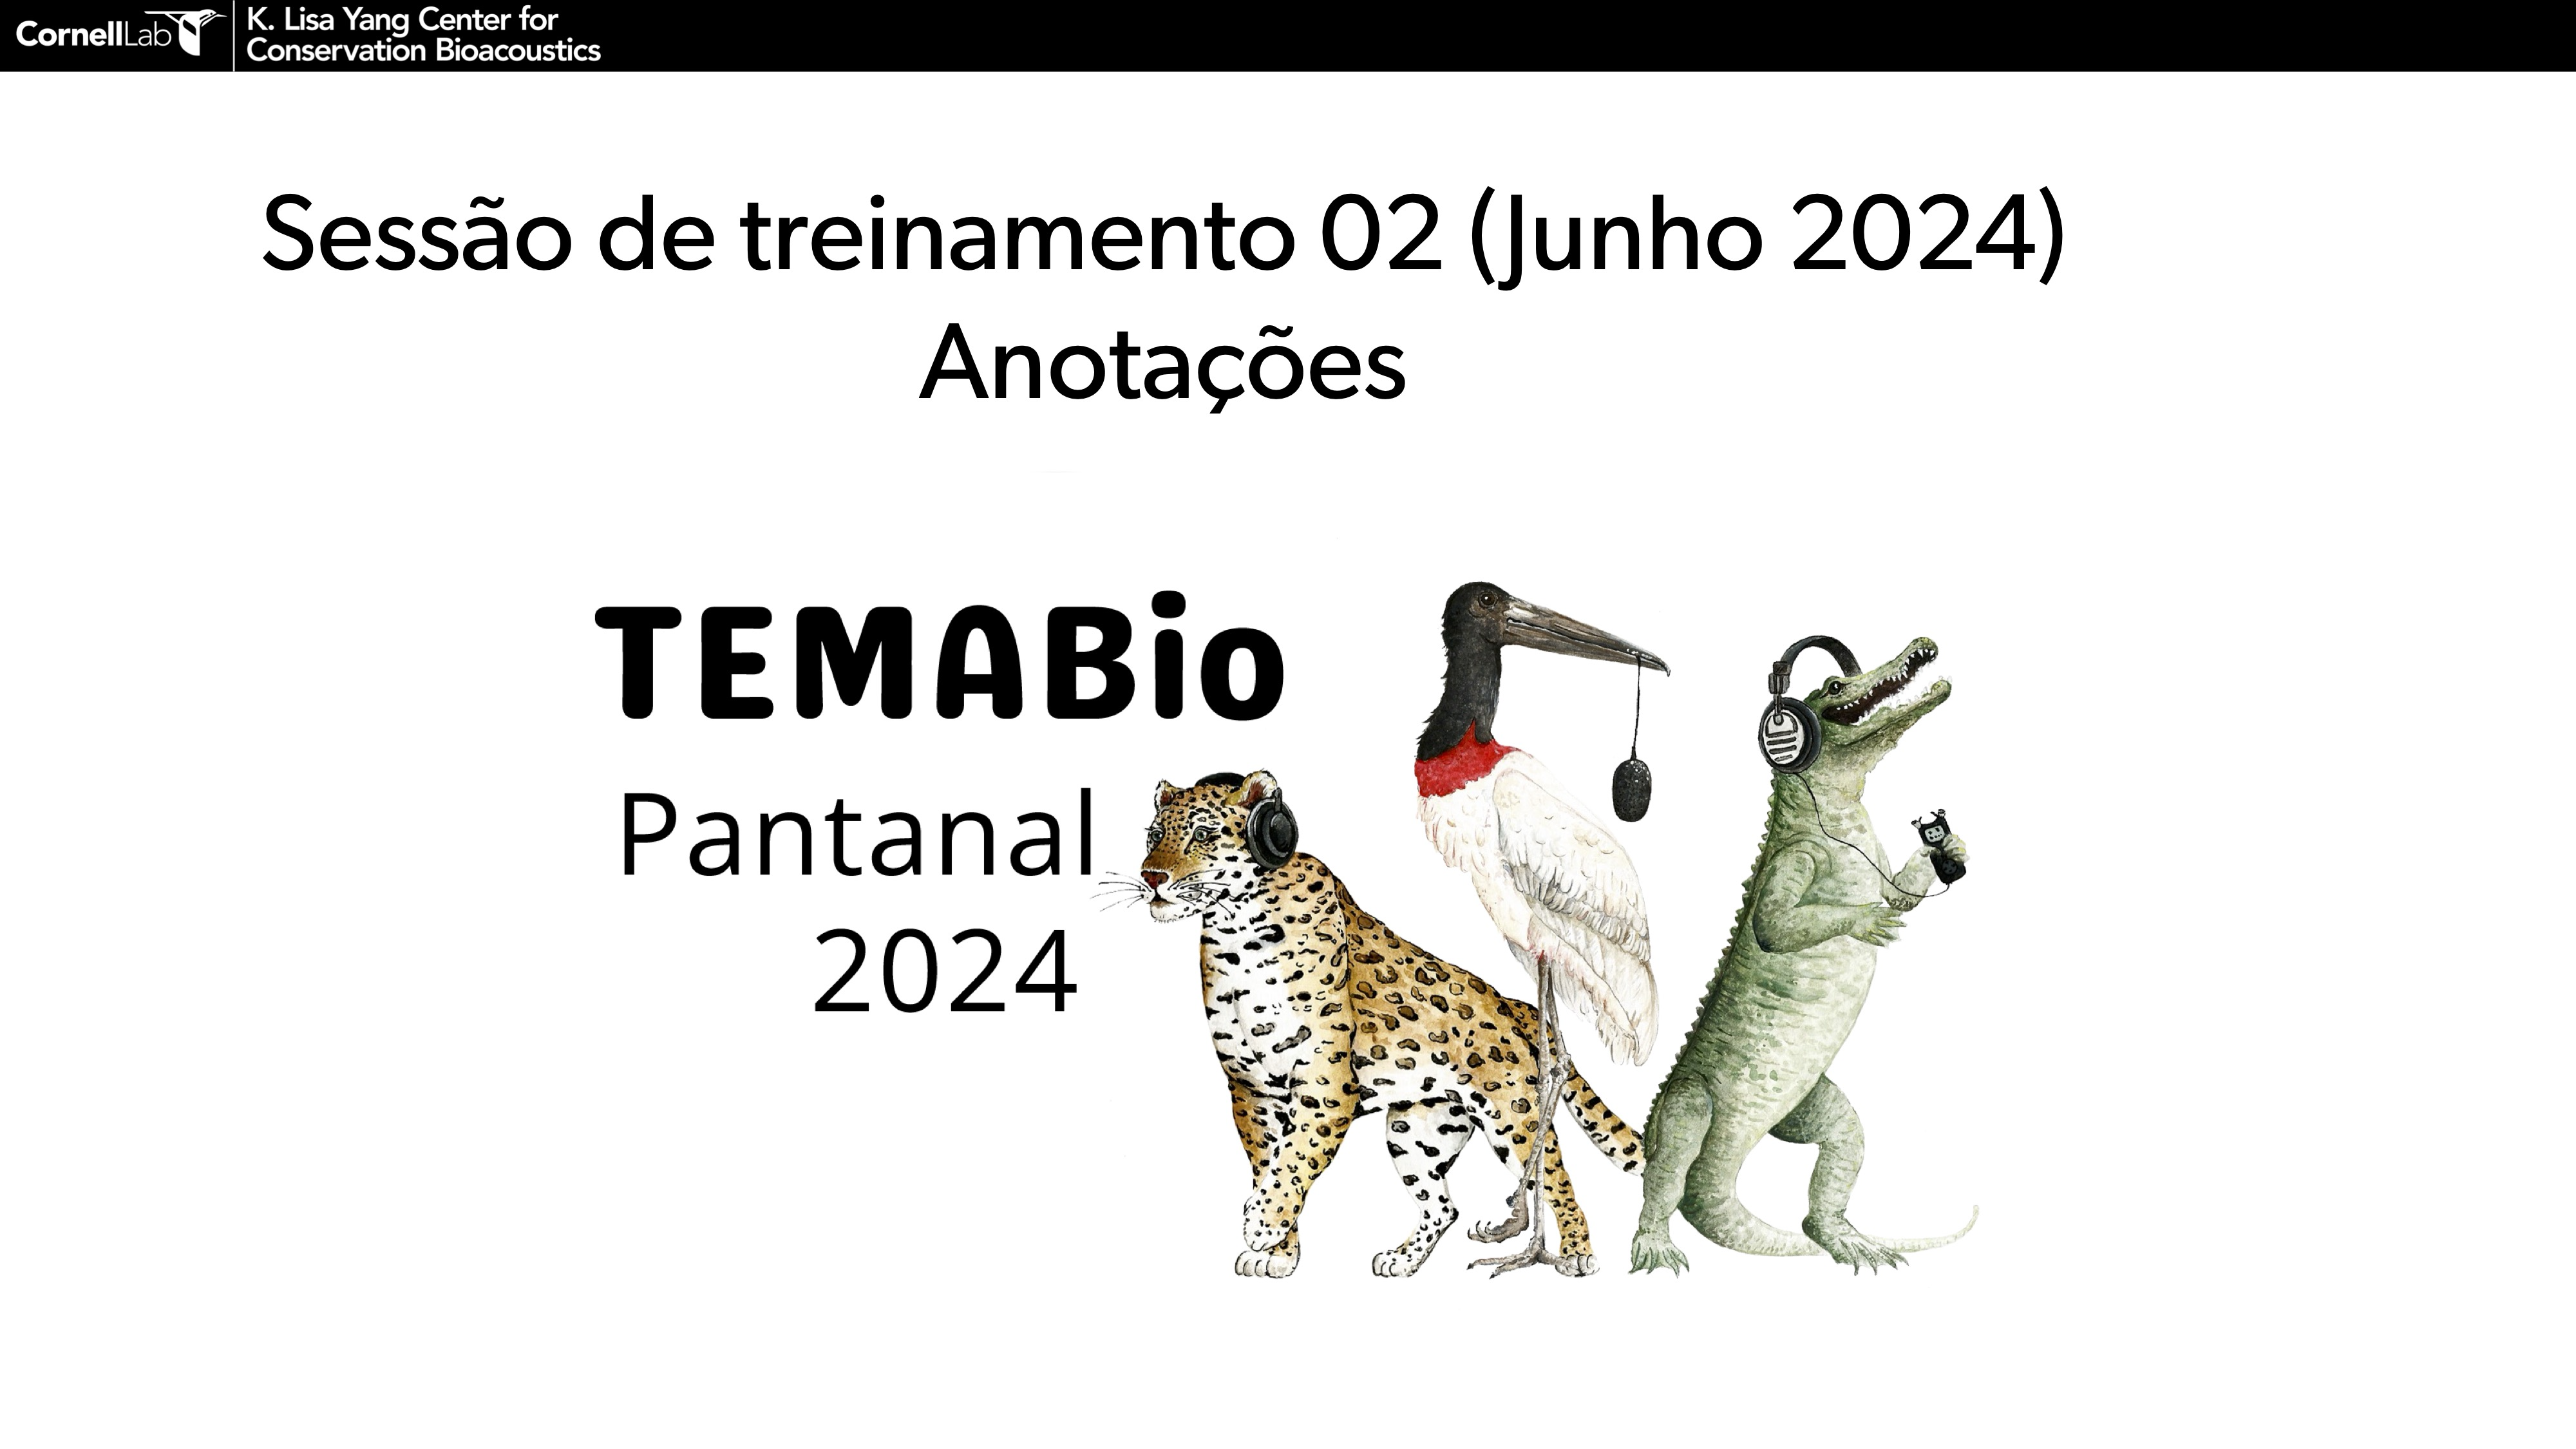 CornellLab
K. Lisa Yang Center for
Conservation Bioacoustics
Sessão de treinamento 02 (Junho 2024)
Anotações
TEMABio
Pantanal
2024